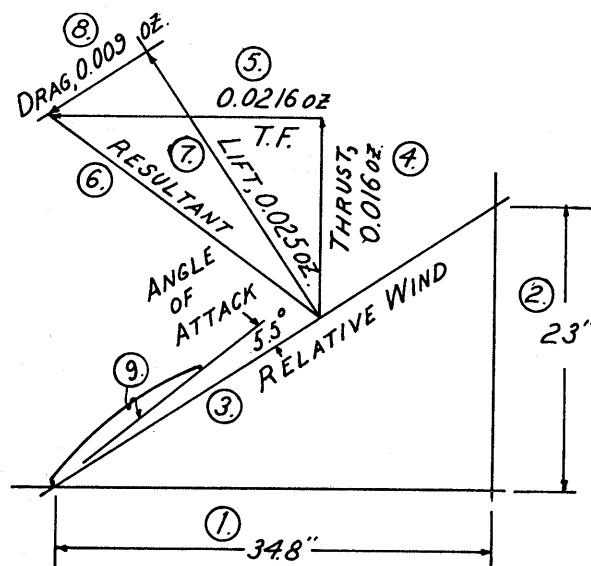 8.
DRAG, 0.009 OZ.
5.
0.0216 OZ
T.F.
7.
LIFT, 0.025 OZ.
THRUST,
0.016 OZ.
4.
6.
RESULTANT
ANGLE
OF
ATTACK
5.5°
RELATIVE WIND
2.
23"
9.
3.
1.
34.8"